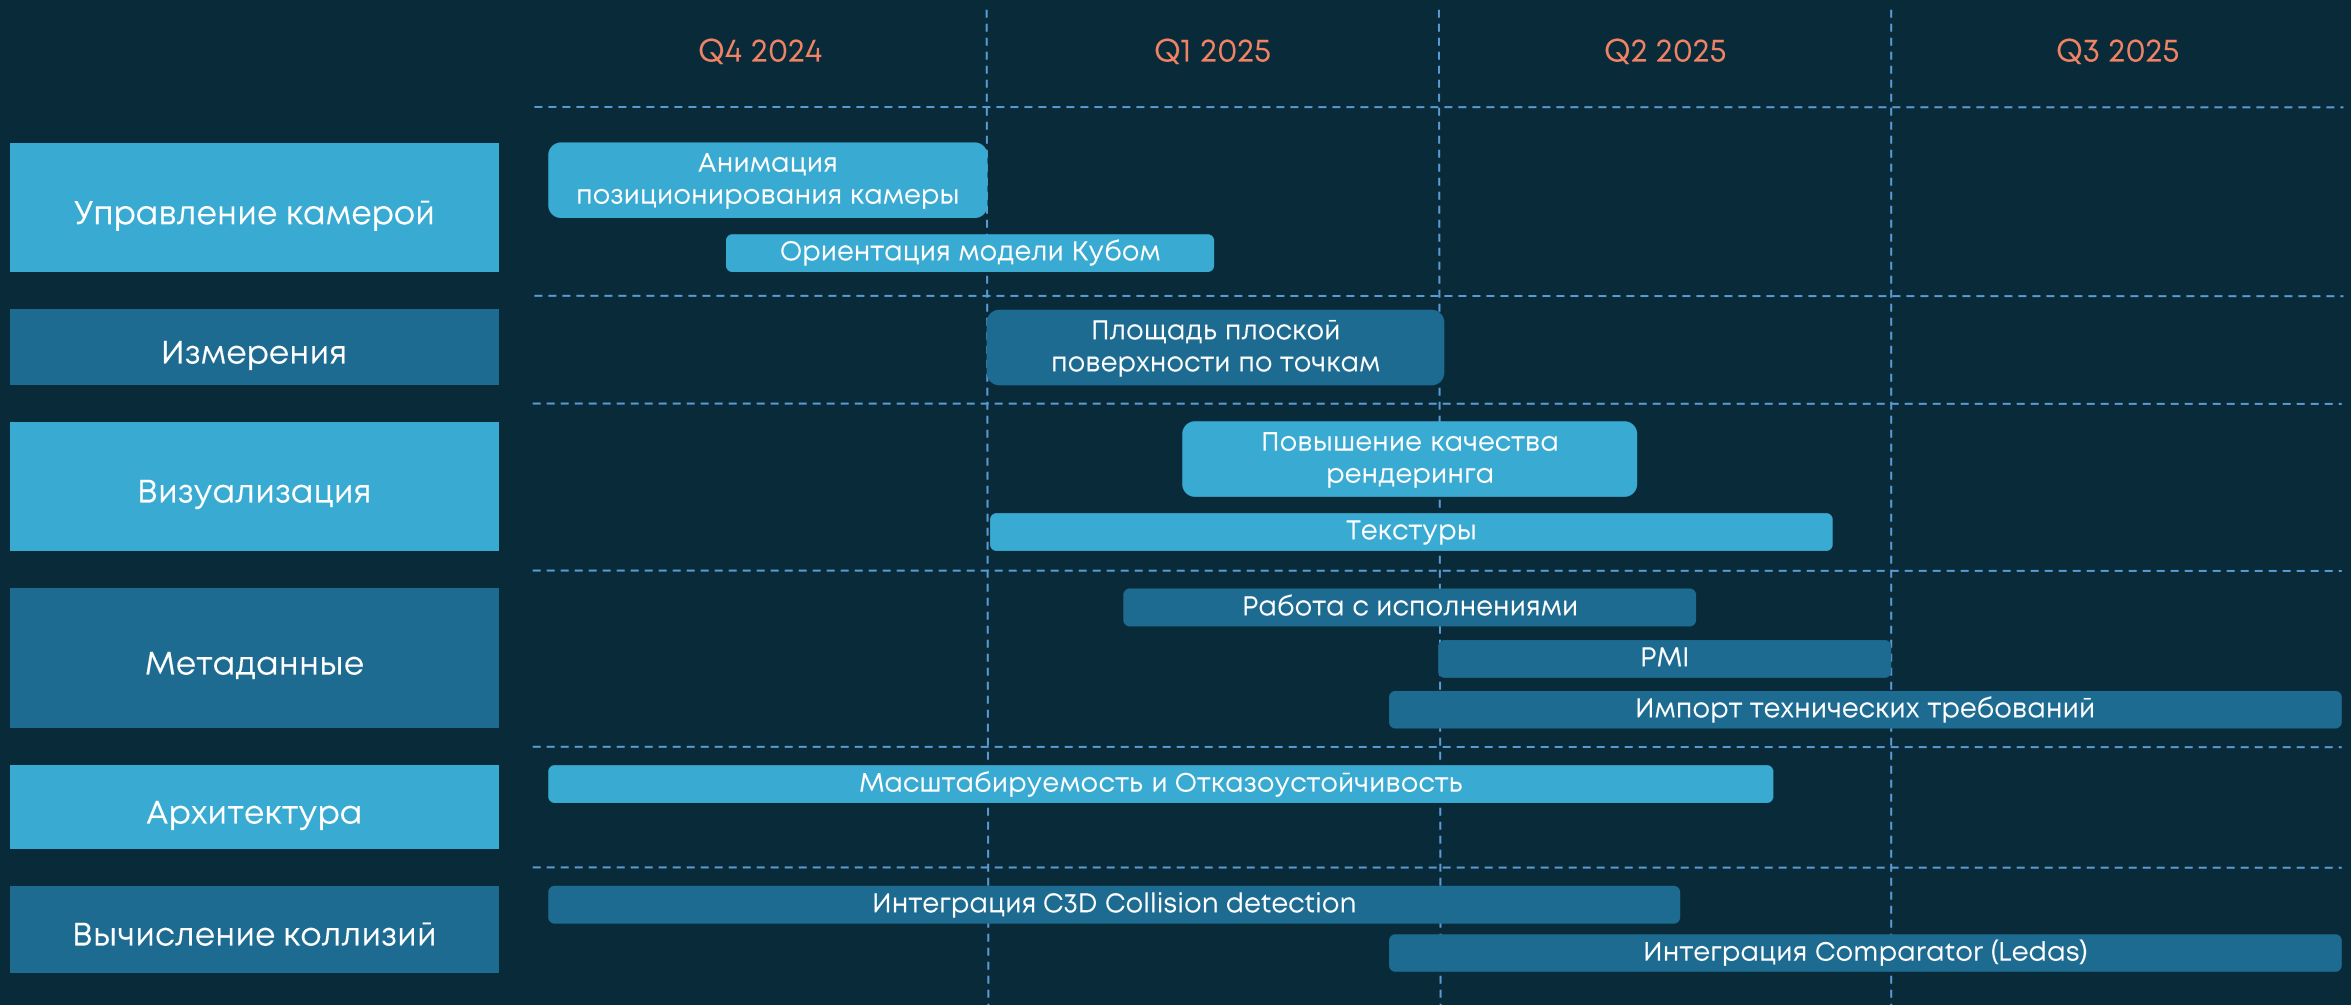 Q4 2024
Q1 2025
Q2 2025
Q3 2025
Управление камерой
Анимация
позиционирования камеры
Ориентация модели Кубом
Измерения
Площадь плоской
поверхности по точкам
Визуализация
Повышение качества
рендеринга
Текстуры
Метаданные
Работа с исполнениями
PMI
Импорт технических требований
Архитектура
Масштабируемость и Отказоустойчивость
Вычисление коллизий
Интеграция C3D Collision detection
Интеграция Comparator (Ledas)